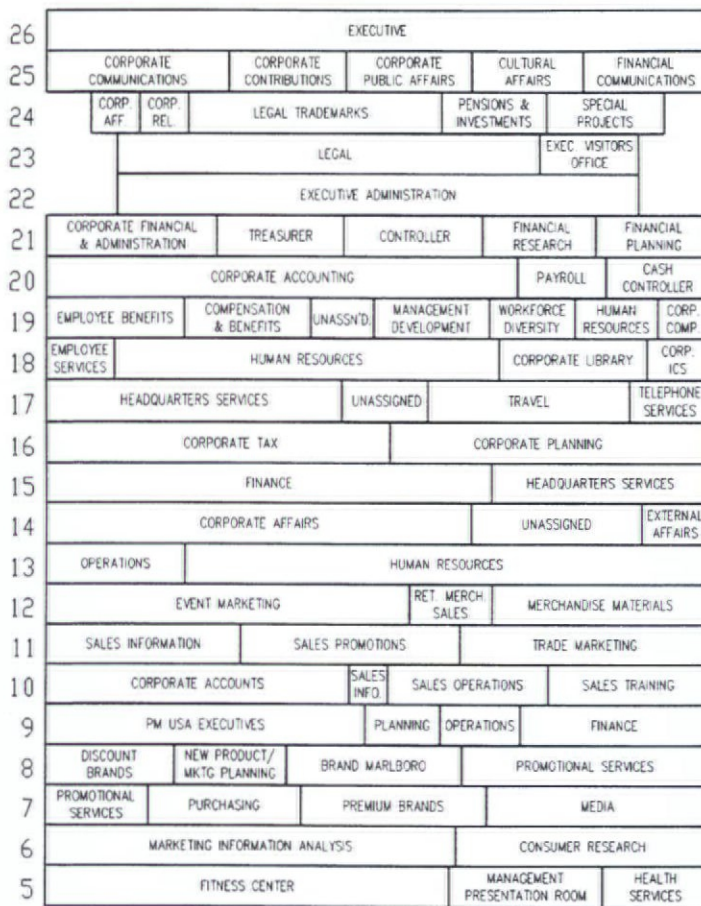 26 EXECUTIVE
25 CORPORATE COMMUNICATIONS CORPORATE CONTRIBUTIONS CORPORATE PUBLIC AFFAIRS CULTURAL AFFAIRS FINANCIAL COMMUNICATIONS
24 CORP. AFF. CORP. REL. LEGAL TRADEMARKS PENSIONS & INVESTMENTS SPECIAL PROJECTS
23 LEGAL EXEC. VISITORS OFFICE
22 EXECUTIVE ADMINISTRATION
21 CORPORATE FINANCIAL & ADMINISTRATION TREASURER CONTROLLER FINANCIAL RESEARCH FINANCIAL PLANNING
20 CORPORATE ACCOUNTING PAYROLL CASH CONTROLLER
19 EMPLOYEE BENEFITS COMPENSATION & BENEFITS UNASSN'D. MANAGEMENT DEVELOPMENT WORKFORCE DIVERSITY HUMAN RESOURCES CORP. COMP.
18 EMPLOYEE SERVICES HUMAN RESOURCES CORPORATE LIBRARY CORP. ICS
17 HEADQUARTERS SERVICES UNASSIGNED TRAVEL TELEPHONE SERVICES
16 CORPORATE TAX CORPORATE PLANNING
15 FINANCE HEADQUARTERS SERVICES
14 CORPORATE AFFAIRS UNASSIGNED EXTERNAL AFFAIRS
13 OPERATIONS HUMAN RESOURCES
12 EVENT MARKETING RET. MERCH. SALES MERCHANDISE MATERIALS
11 SALES INFORMATION SALES PROMOTIONS TRADE MARKETING
10 CORPORATE ACCOUNTS SALES INFO. SALES OPERATIONS SALES TRAINING
9 PM USA EXECUTIVES PLANNING OPERATIONS FINANCE
8 DISCOUNT BRANDS NEW PRODUCT/ MKTG PLANNING BRAND MARLBORO PROMOTIONAL SERVICES
7 PROMOTIONAL SERVICES PURCHASING PREMIUM BRANDS MEDIA
6 MARKETING INFORMATION ANALYSIS CONSUMER RESEARCH
5 FITNESS CENTER MANAGEMENT PRESENTATION ROOM HEALTH SERVICES